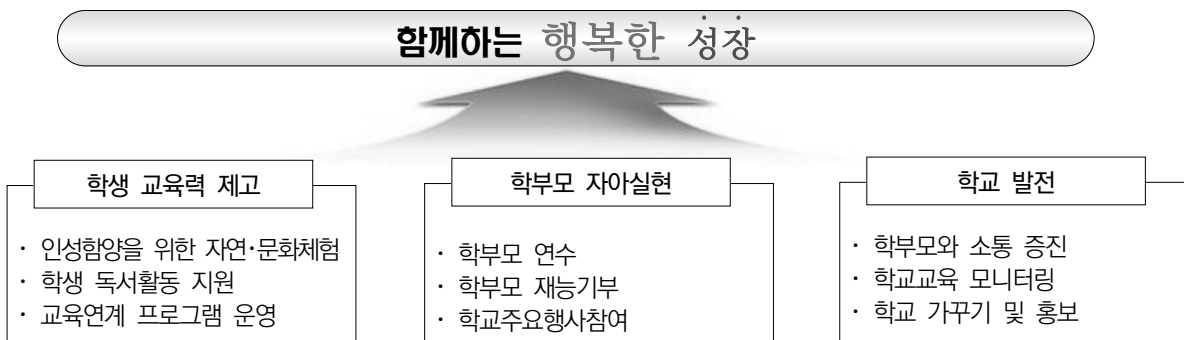 함께하는 행복한 성장
학생 교육력 제고
· 인성함양을 위한 자연·문화체험
· 학생 독서활동 지원
· 교육연계 프로그램 운영
학부모 자아실현
· 학부모 연수
· 학부모 재능기부
· 학교주요행사참여
학교 발전
· 학부모와 소통 증진
· 학교교육 모니터링
· 학교 가꾸기 및 홍보